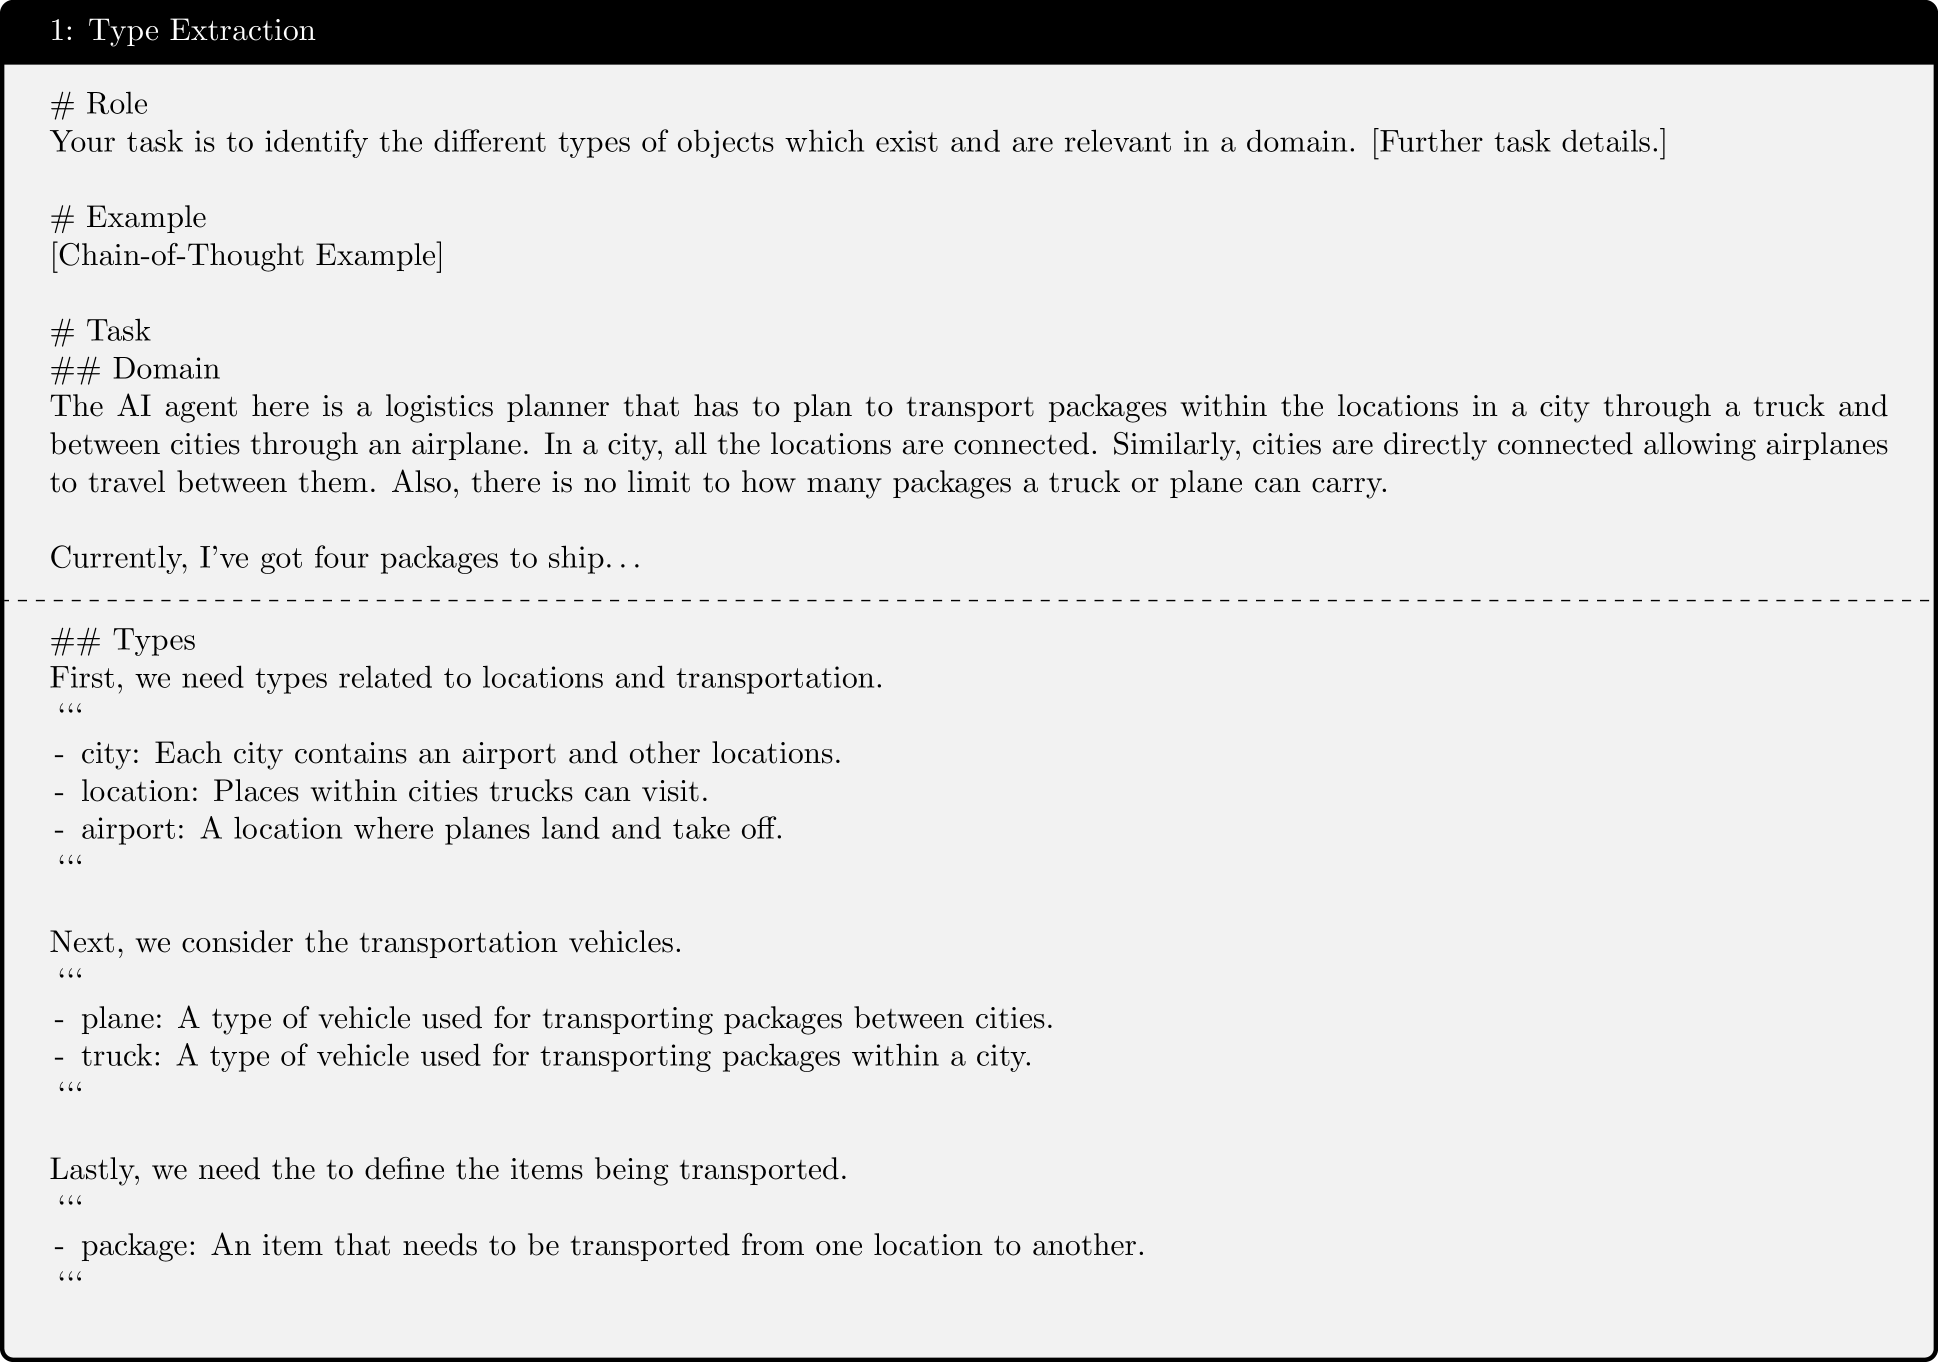 1: Type Extraction
# Role
Your task is to identify the different types of objects which exist and are relevant in a domain. [Further task details.]
# Example
[Chain-of-Thought Example]
# Task
## Domain
The AI agent here is a logistics planner that has to plan to transport packages within the locations in a city through a truck and
between cities through an airplane. In a city, all the locations are connected. Similarly, cities are directly connected allowing airplanes
to travel between them. Also, there is no limit to how many packages a truck or plane can carry.
Currently, I've got four packages to ship...
## Types
First, we need types related to locations and transportation.
```
- city: Each city contains an airport and other locations.
- location: Places within cities trucks can visit.
- airport: A location where planes land and take off.
```
Next, we consider the transportation vehicles.
```
- plane: A type of vehicle used for transporting packages between cities.
- truck: A type of vehicle used for transporting packages within a city.
```
Lastly, we need the to define the items being transported.
```
- package: An item that needs to be transported from one location to another.
```